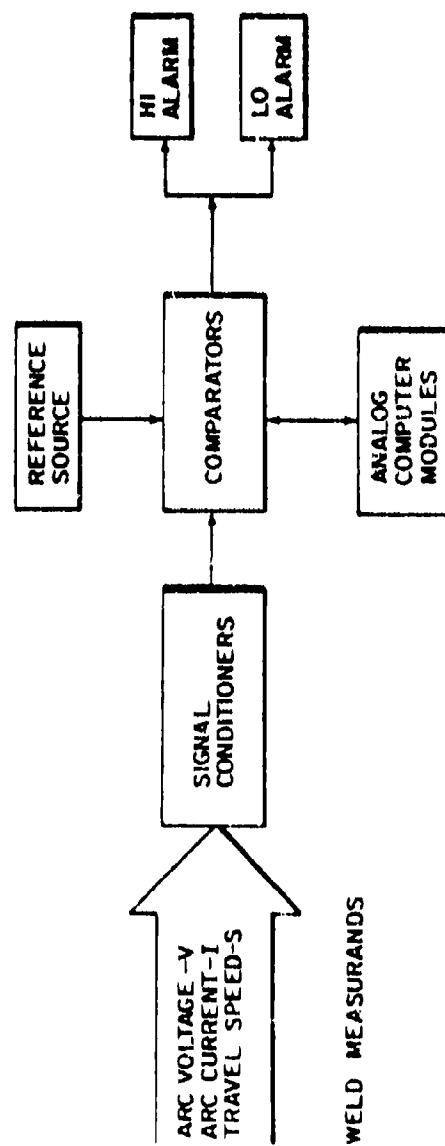 ARC VOLTAGE -V
ARC CURRENT-I
TRAVEL SPEED-S
WELD MEASURANDS
SIGNAL
CONDITIONERS
REFERENCE
SOURCE
COMPARATORS
ANALOG
COMPUTER
MODULES
HI
ALARM
LO
ALARM